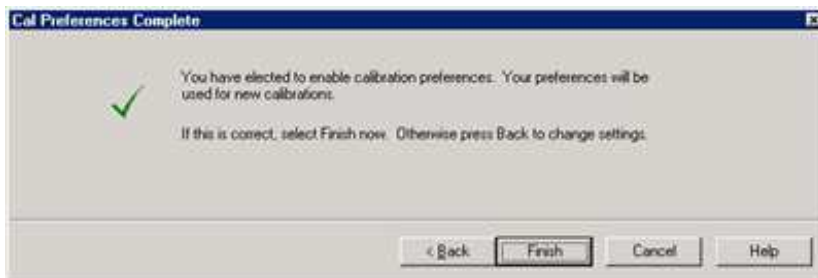 Cal Preferences Complete
You have elected to enable calibration preferences. Your preferences will be
used for new calibrations.
If this is correct, select Finish now. Otherwise press Back to change settings.
< Back
Finish
Cancel
Help